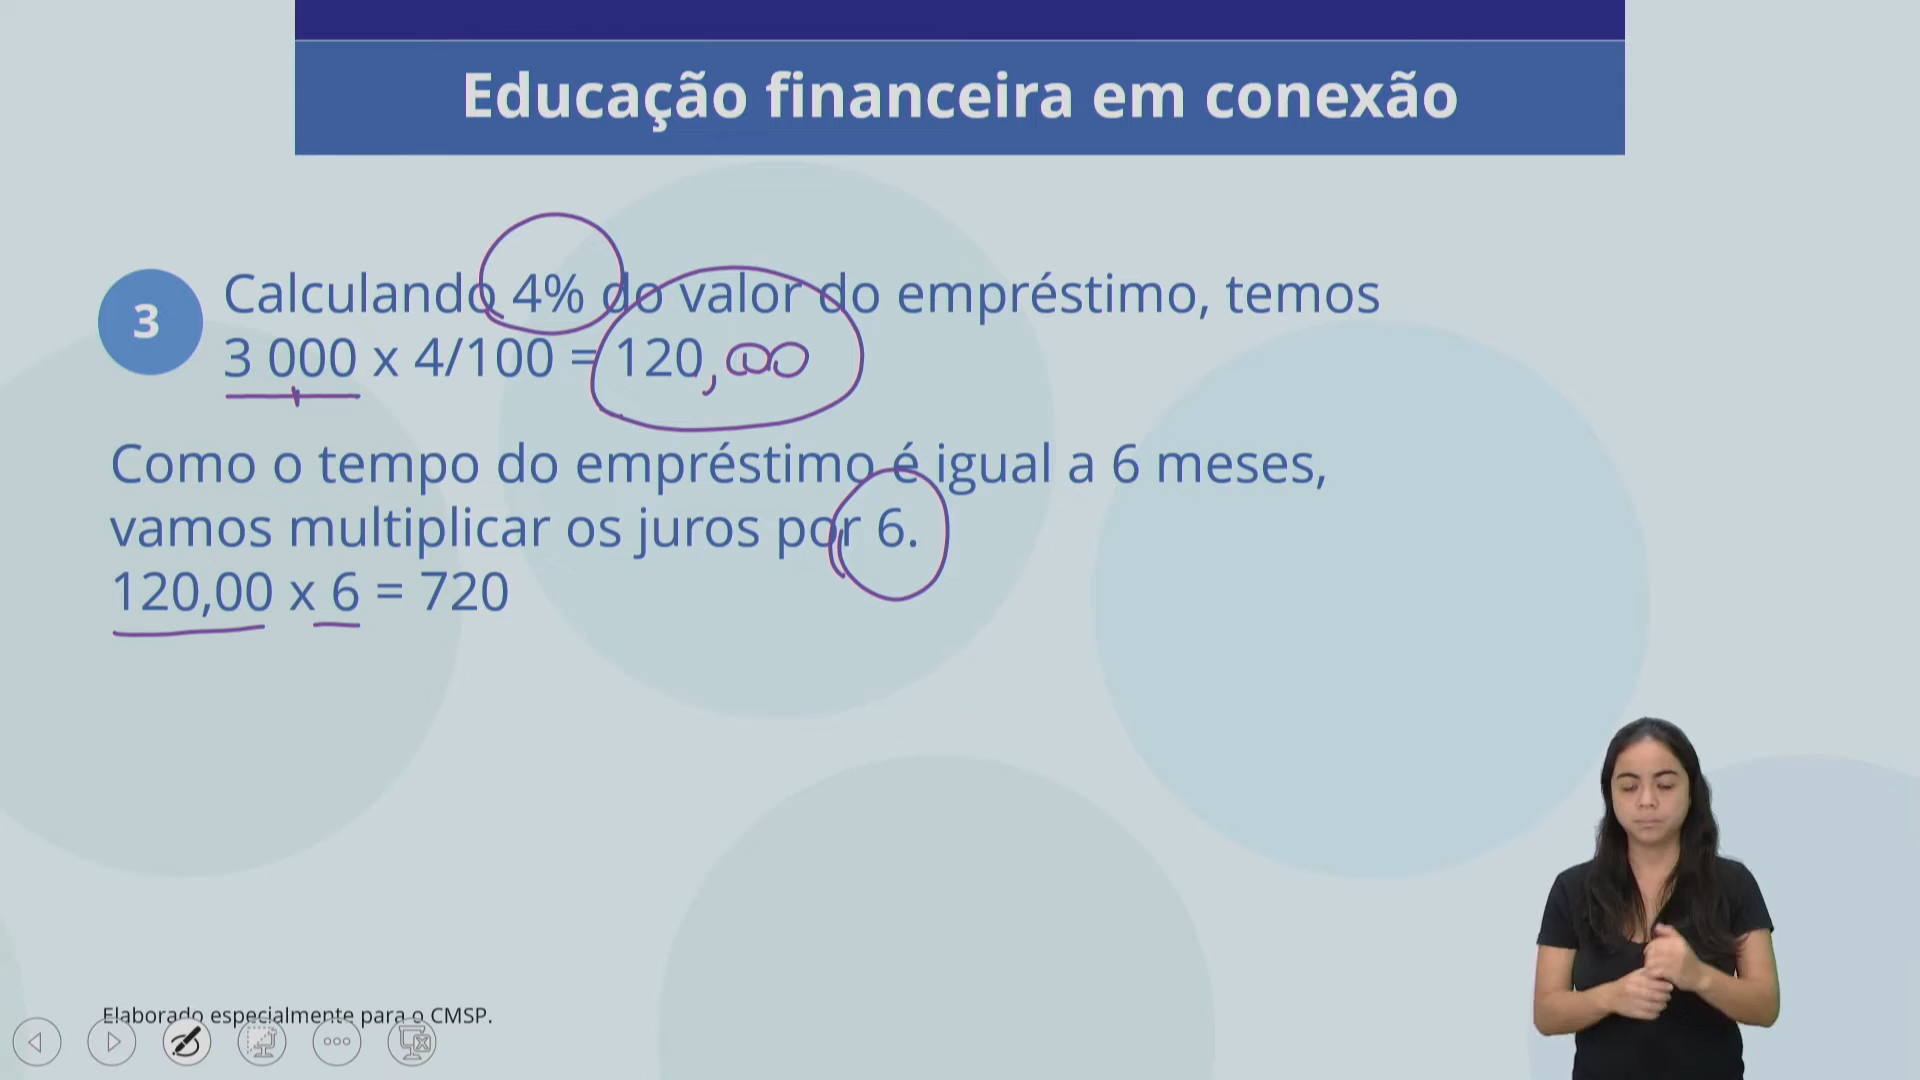 Educação financeira em conexão
3
Calculando 4% do valor do empréstimo, temos
3 000 x 4/100 = 120,00
Como o tempo do empréstimo é igual a 6 meses,
vamos multiplicar os juros por 6.
120,00 x 6 = 720
Elaborado especialmente para o CMSP.